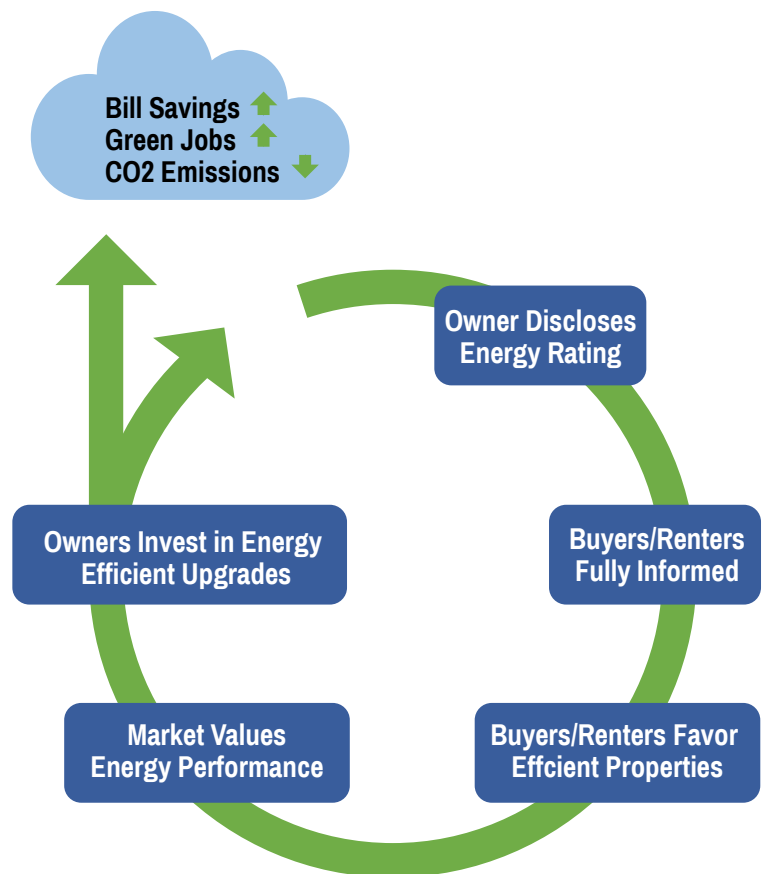 Bill Savings
Green Jobs
CO2 Emissions
Owner Discloses
Energy Rating
Buyers/Renters
Fully Informed
Buyers/Renters Favor
Effcient Properties
Market Values
Energy Performance
Owners Invest in Energy
Efficient Upgrades